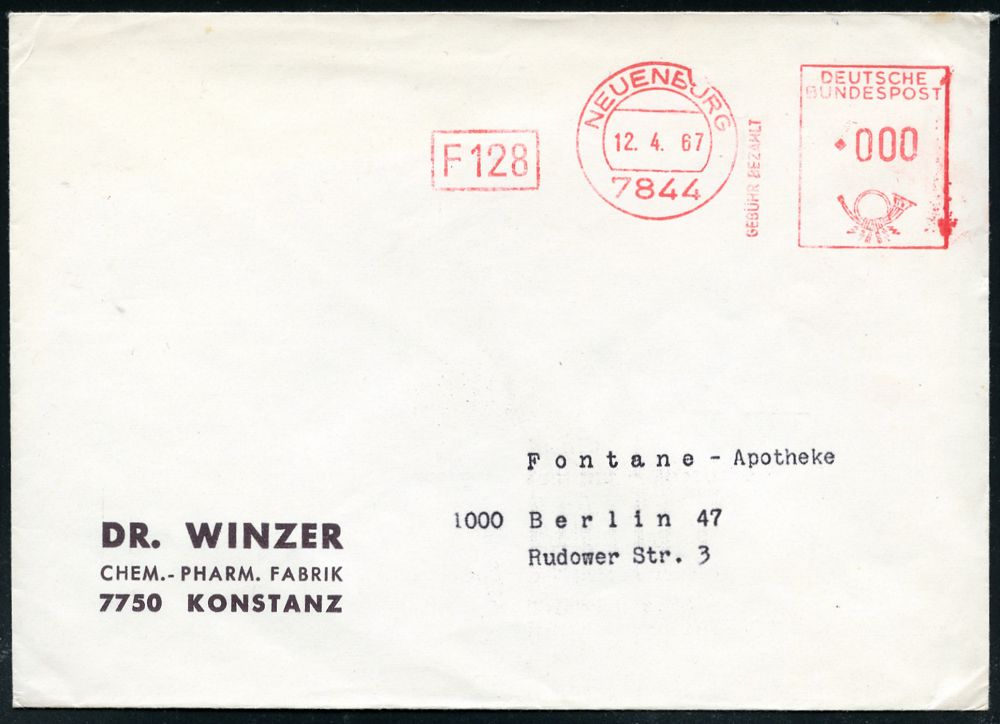 F 128
NEUENBURG
12. 4. 67
7844
GEBÜHR BEZAHLT
DEUTSCHE
BUNDESPOST
000
Fontane - Apotheke
1000 Berlin 47
Rudower Str. 3
DR. WINZER
CHEM.-PHARM. FABRIK
7750 KONSTANZ